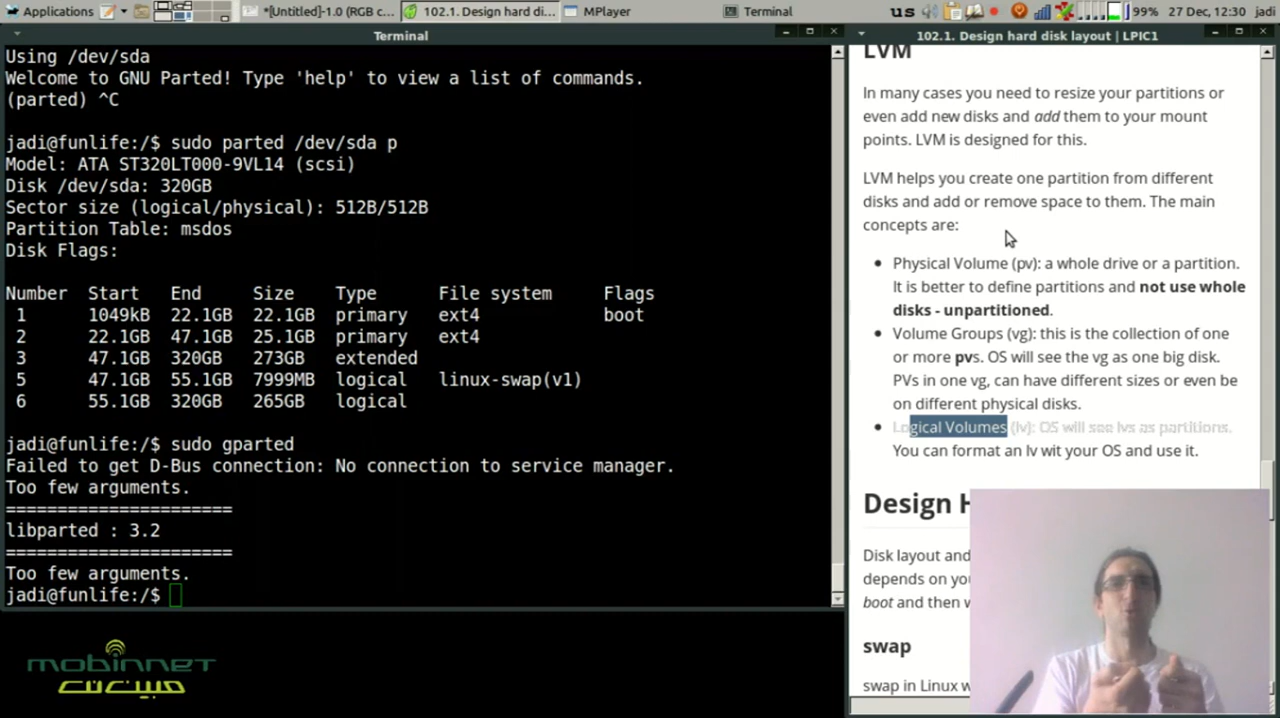 Applications
*[Untitled]-1.0 (RGB c...
102.1. Design hard di...
MPlayer
Terminal
us
99%
27 Dec, 12:30
jadi
Terminal
Using /dev/sda
Welcome to GNU Parted! Type 'help' to view a list of commands.
(parted) ^C
jadi@funlife:/$ sudo parted /dev/sda p
Model: ATA ST320LT000-9VL14 (scsi)
Disk /dev/sda: 320GB
Sector size (logical/physical): 512B/512B
Partition Table: msdos
Disk Flags:
Number Start End Size Type File system Flags
1 1049kB 22.1GB 22.1GB primary ext4 boot
2 22.1GB 47.1GB 25.1GB primary ext4
3 47.1GB 320GB 273GB extended
5 47.1GB 55.1GB 7999MB logical linux-swap(v1)
6 55.1GB 320GB 265GB logical
jadi@funlife:/$ sudo gparted
Failed to get D-Bus connection: No connection to service manager.
Too few arguments.
======================
libparted : 3.2
======================
Too few arguments.
jadi@funlife:/$
mobinnet
مبین نت
102.1. Design hard disk layout | LPIC1
LVM
In many cases you need to resize your partitions or
even add new disks and add them to your mount
points. LVM is designed for this.
LVM helps you create one partition from different
disks and add or remove space to them. The main
concepts are:
• Physical Volume (pv): a whole drive or a partition.
It is better to define partitions and not use whole
disks - unpartitioned.
• Volume Groups (vg): this is the collection of one
or more pvs. OS will see the vg as one big disk.
PVs in one vg, can have different sizes or even be
on different physical disks.
• Logical Volumes (lv): OS will see lvs as partitions.
You can format an lv wit your OS and use it.
Design H
Disk layout and
depends on you
boot and then w
swap
swap in Linux w